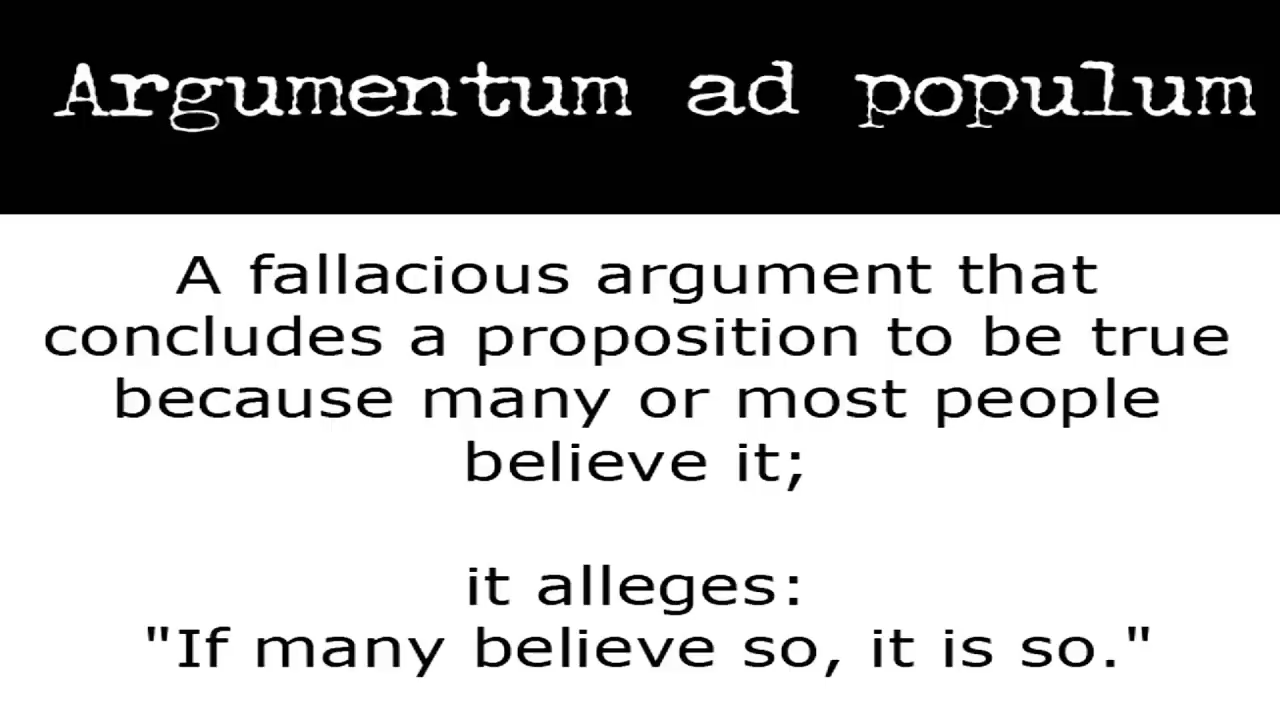 Argumentum ad populum
A fallacious argument that
concludes a proposition to be true
because many or most people
believe it;
it alleges:
"If many believe so, it is so."